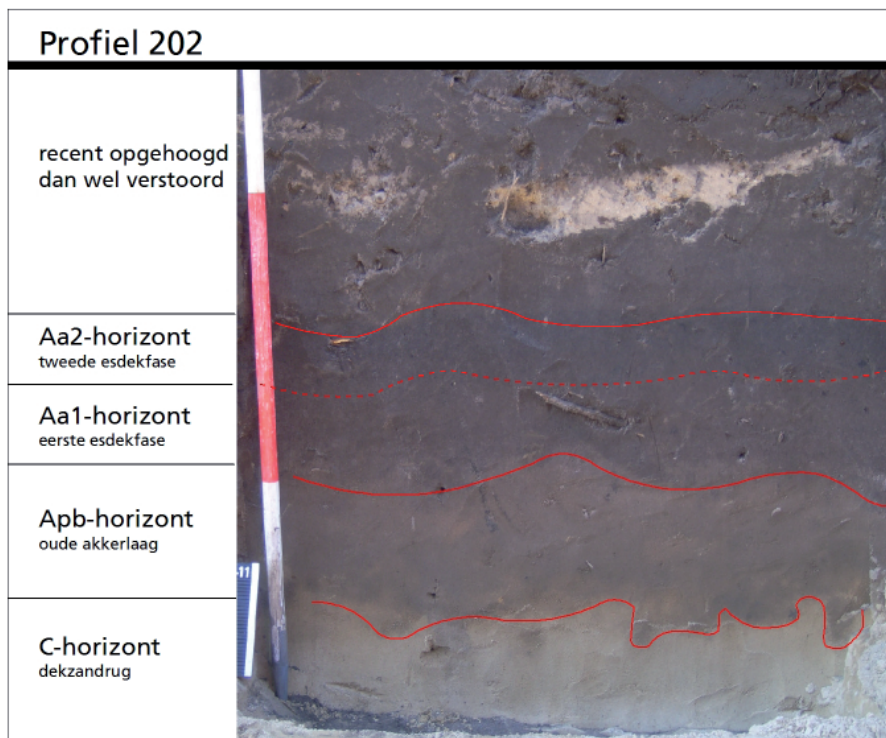 Profiel 202
recent opgehoogd
dan wel verstoord
Aa2-horizont
tweede esdekfase
Aa1-horizont
eerste esdekfase
Apb-horizont
oude akkerlaag
-11
C-horizont
dekzandrug